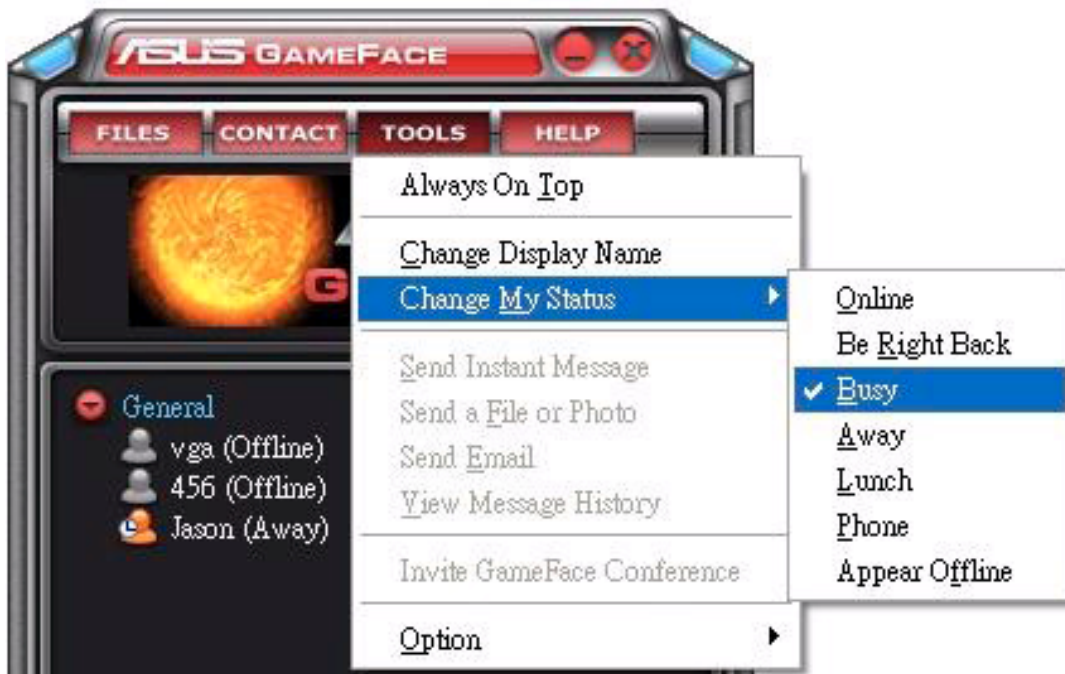 ASUS GAMEFACE
FILES CONTACT TOOLS HELP
Always On Top
Change Display Name
Change My Status
Send Instant Message
Send a File or Photo
Send Email
View Message History
Invite GameFace Conference
Option
Online
Be Right Back
Busy
Away
Lunch
Phone
Appear Offline
G
General
vga (Offline)
456 (Offline)
Jason (Away)